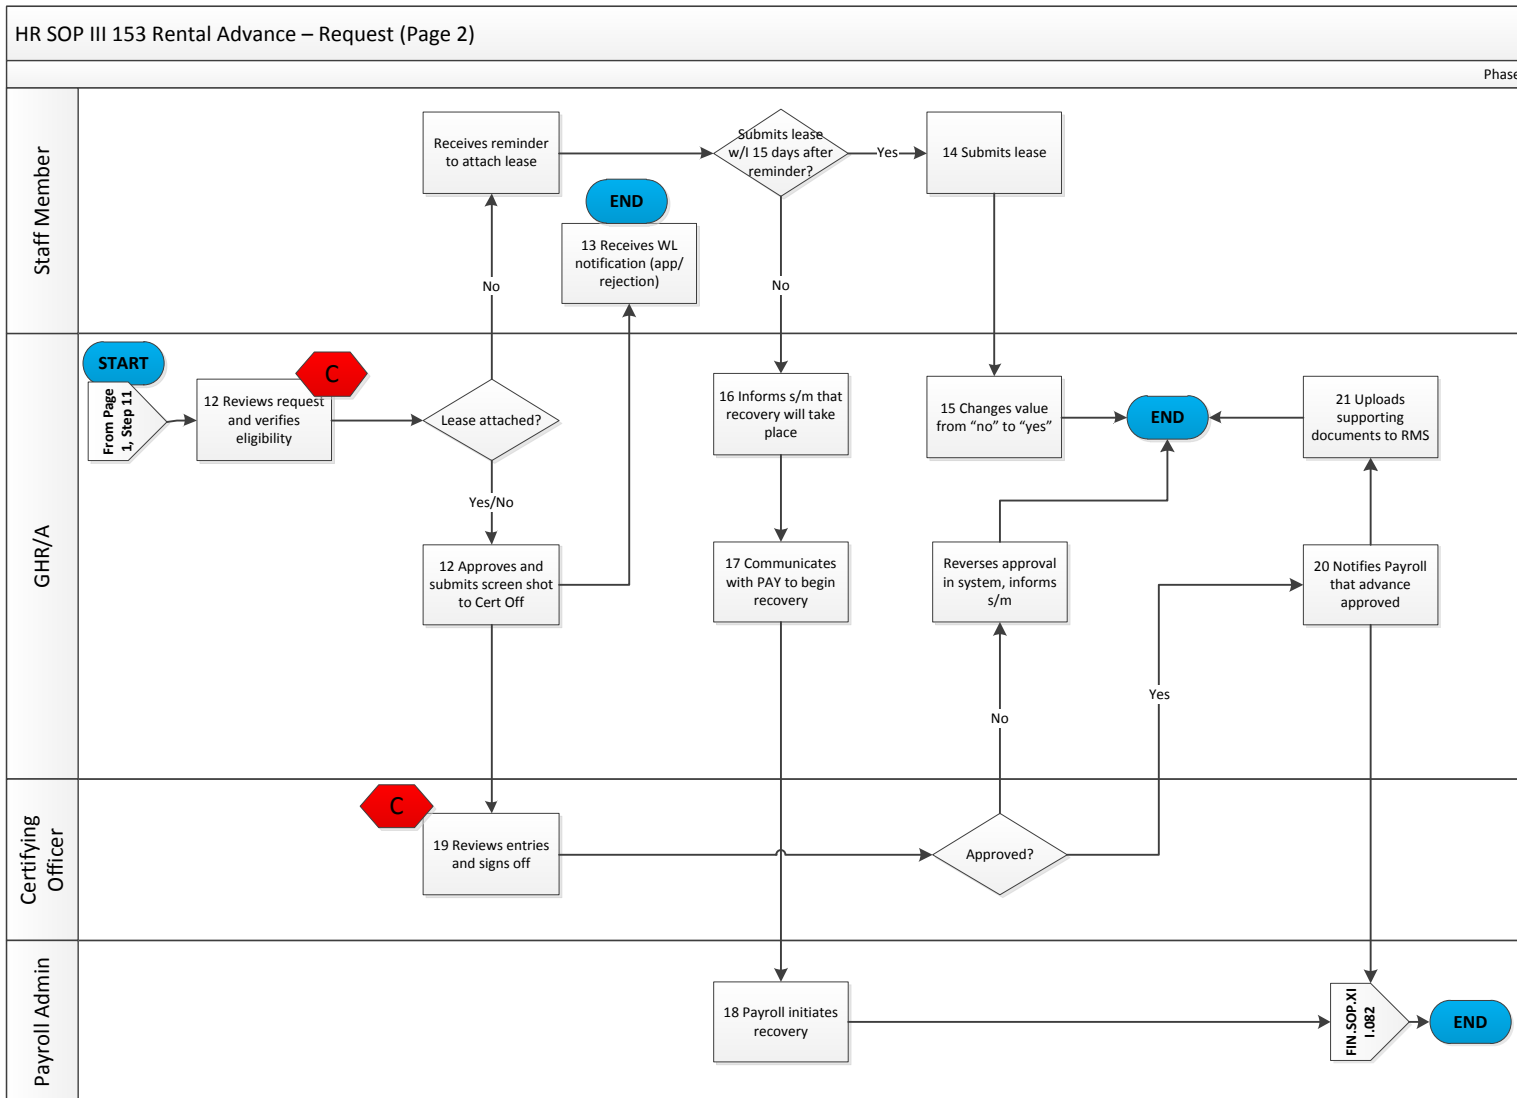 HR SOP III 153 Rental Advance – Request (Page 2)
Phase
Staff Member
Receives reminder
to attach lease
Submits lease
w/I 15 days after
reminder?
Yes
14 Submits lease
END
13 Receives WL
notification (app/
rejection)
No
No
GHR/A
START
From Page
1, Step 11
12 Reviews request
and verifies
eligibility
C
Lease attached?
16 Informs s/m that
recovery will take
place
15 Changes value
from “no” to “yes”
END
21 Uploads
supporting
documents to RMS
Yes/No
12 Approves and
submits screen shot
to Cert Off
17 Communicates
with PAY to begin
recovery
Reverses approval
in system, informs
s/m
20 Notifies Payroll
that advance
approved
No
Yes
Certifying
Officer
C
19 Reviews entries
and signs off
Approved?
Payroll Admin
18 Payroll initiates
recovery
FIN.SOP.XI
I.082
END